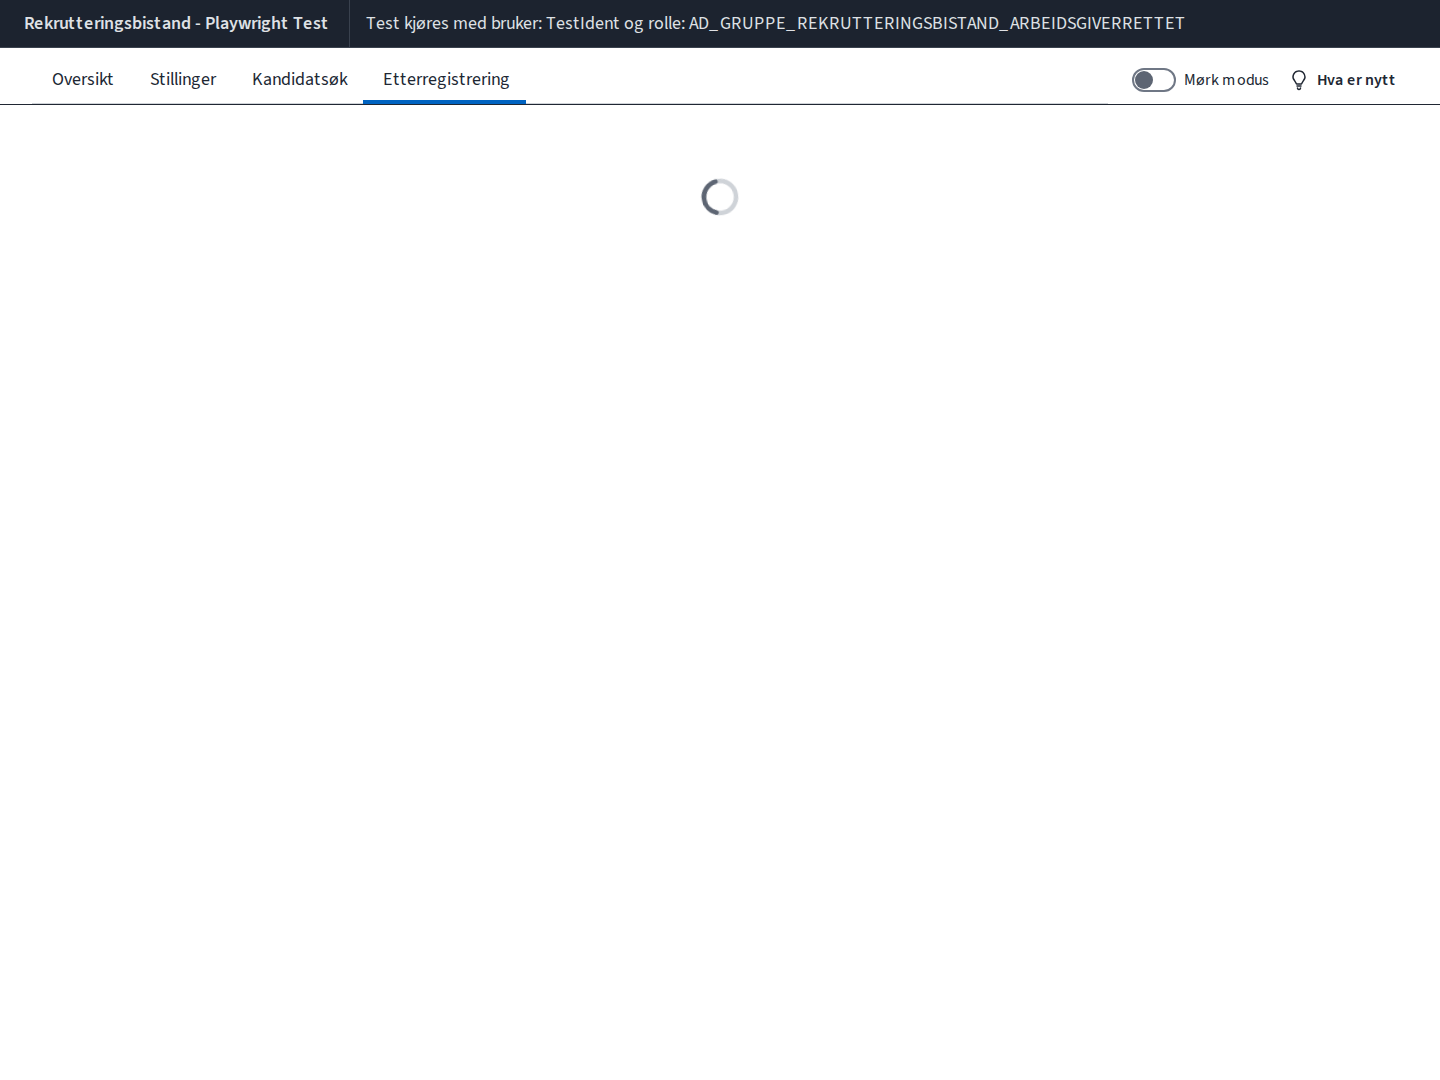 Rekrutteringsbistand - Playwright Test
Test kjøres med bruker: TestIdent og rolle: AD_GRUPPE_REKRUTTERINGSBISTAND_ARBEIDSGIVERRETTET
Oversikt
Stillinger
Kandidatsøk
Etterregistrering
Mørk modus
Hva er nytt